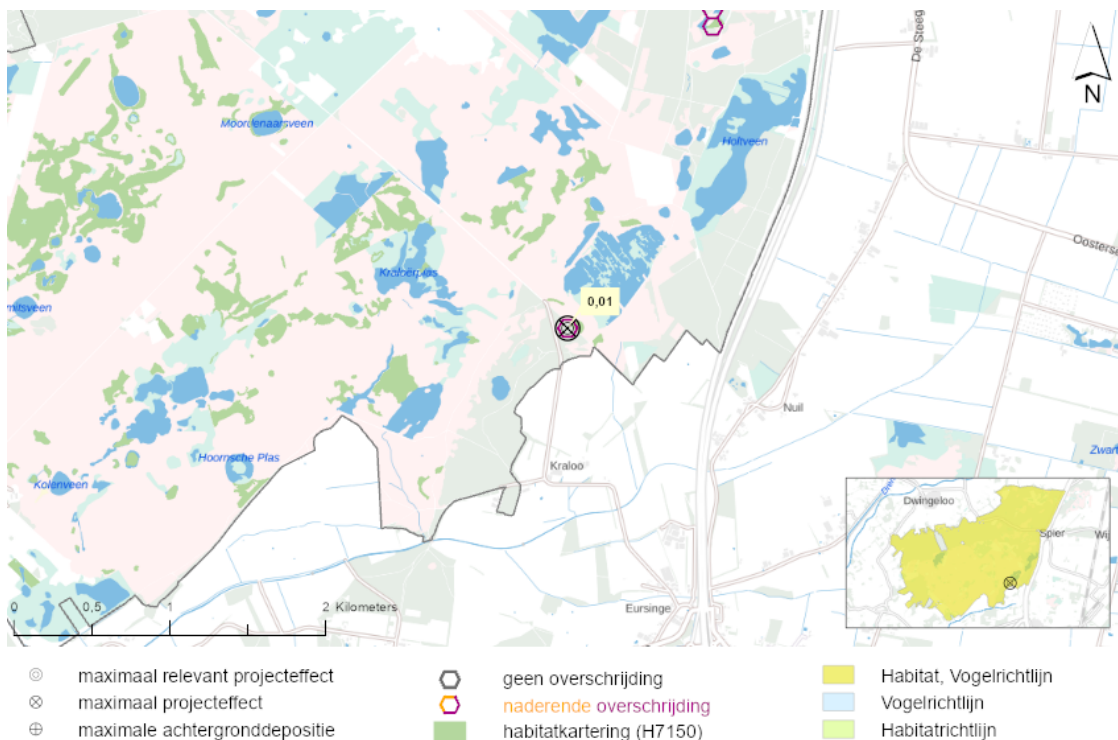 De Steeg
N
Moordenaarsveen
Holtveen
Oosterse
Kraloërplas
0,01
mitsveen
Nuil
Hoornsche Plas
Kraloo
Kolenveen
Zwart
Dwingeloo
Spier
Wij
0 0,5 1 2 Kilometers
Eursinge
maximaal relevant projecteffect
geen overschrijding
Habitat, Vogelrichtlijn
maximaal projecteffect
naderende overschrijding
Vogelrichtlijn
maximale achtergronddepositie
habitatkartering (H7150)
Habitatrichtlijn